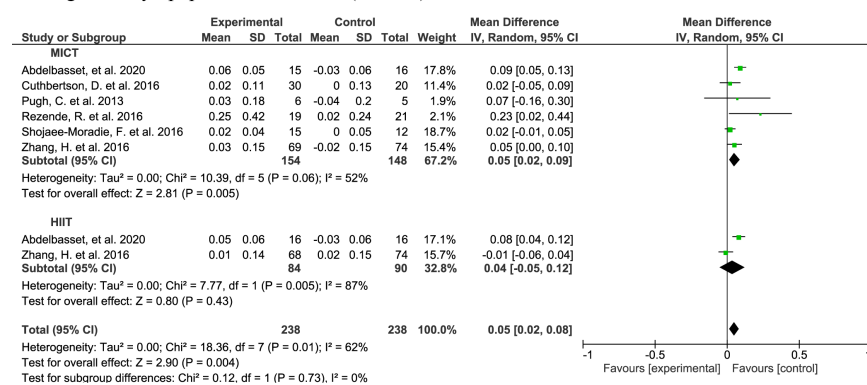 Experimental Control Mean Difference Mean Difference
Study or Subgroup Mean SD Total Mean SD Total Weight IV, Random, 95% CI IV, Random, 95% CI
MICT
Abdelbasset, et al. 2020 0.06 0.05 15 -0.03 0.06 16 17.8% 0.09 [0.05, 0.13]
Cuthbertson, D. et al. 2016 0.02 0.11 30 0 0.13 20 11.4% 0.02 [-0.05, 0.09]
Pugh, C. et al. 2013 0.03 0.18 6 -0.04 0.2 5 1.9% 0.07 [-0.16, 0.30]
Rezende, R. et al. 2016 0.25 0.42 19 0.02 0.24 21 2.1% 0.23 [0.02, 0.44]
Shojaee-Moradie, F. et al. 2016 0.02 0.04 15 0 0.05 12 18.7% 0.02 [-0.01, 0.05]
Zhang, H. et al. 2016 0.03 0.15 69 -0.02 0.15 74 15.4% 0.05 [0.00, 0.10]
Subtotal (95% CI) 154 148 67.2% 0.05 [0.02, 0.09]
Heterogeneity: Tau² = 0.00; Chi² = 10.39, df = 5 (P = 0.06); I² = 52%
Test for overall effect: Z = 2.81 (P = 0.005)
HIIT
Abdelbasset, et al. 2020 0.05 0.06 16 -0.03 0.06 16 17.1% 0.08 [0.04, 0.12]
Zhang, H. et al. 2016 0.01 0.14 68 0.02 0.15 74 15.7% -0.01 [-0.06, 0.04]
Subtotal (95% CI) 84 90 32.8% 0.04 [-0.05, 0.12]
Heterogeneity: Tau² = 0.00; Chi² = 7.77, df = 1 (P = 0.005); I² = 87%
Test for overall effect: Z = 0.80 (P = 0.43)
Total (95% CI) 238 238 100.0% 0.05 [0.02, 0.08]
Heterogeneity: Tau² = 0.00; Chi² = 18.36, df = 7 (P = 0.01); I² = 62%
Test for overall effect: Z = 2.90 (P = 0.004)
Test for subgroup differences: Chi² = 0.12, df = 1 (P = 0.73), I² = 0%
-1 -0.5 0 0.5 1
Favours [experimental] Favours [control]